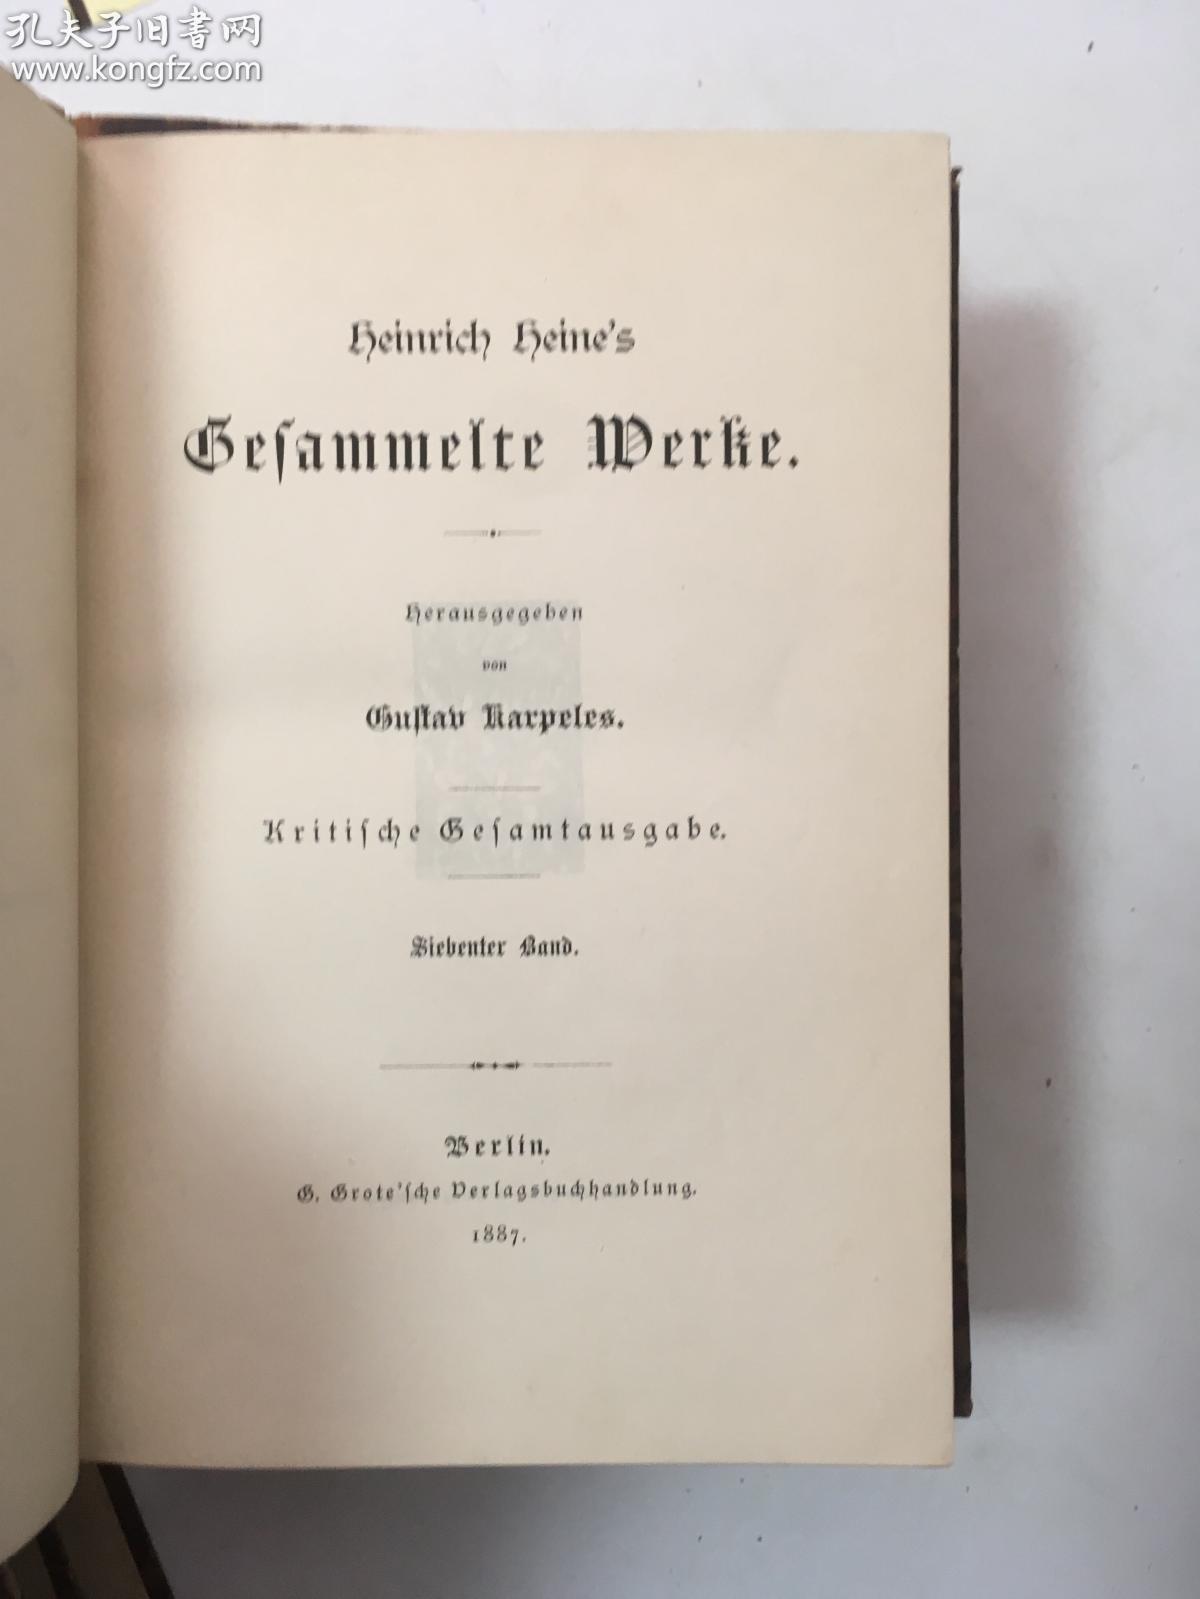 孔夫子旧書网
www.kongfz.com
Heinrich Heine's
Geſammelte Werke.
Herausgegeben
von
Guſtav Karpeles.
Kritiſche Geſamtausgabe.
Siebenter Band.
Berlin.
G. Grote'ſche Verlagsbuchhandlung.
1887.